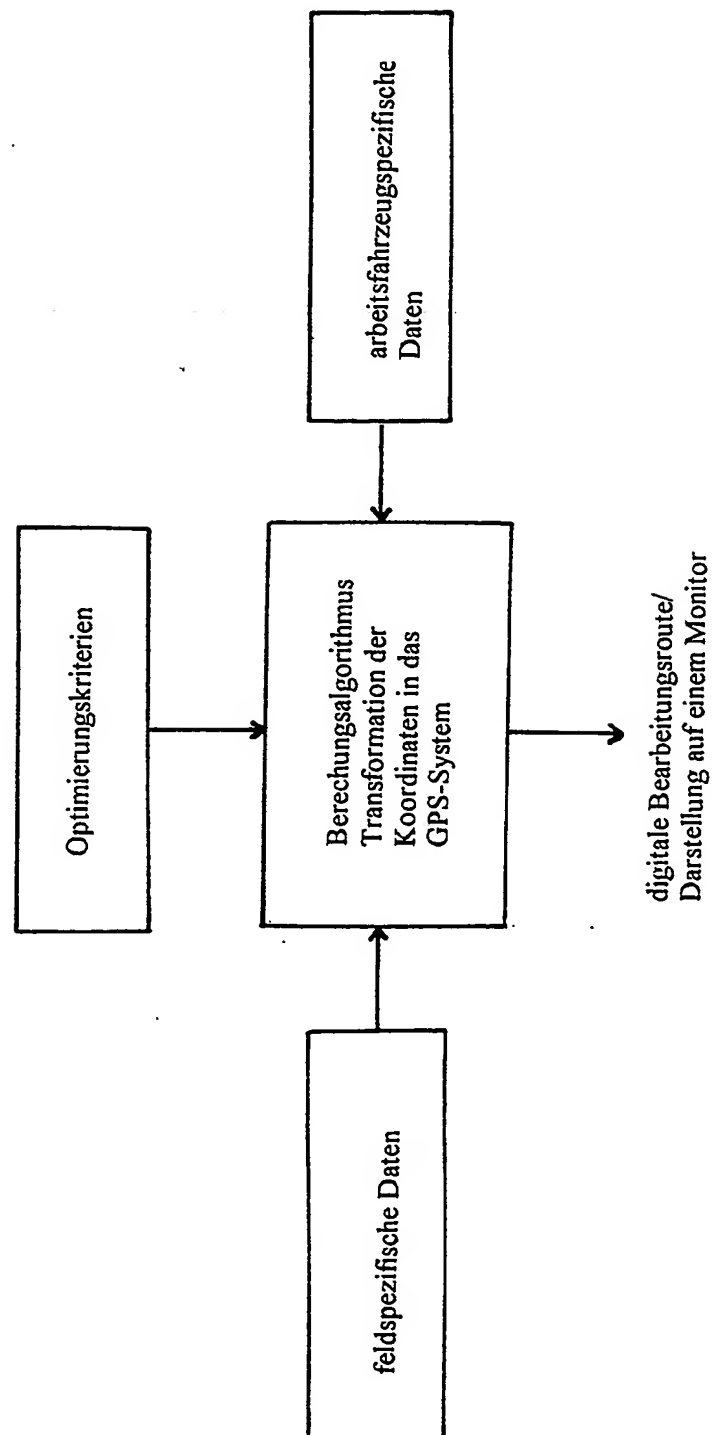 Optimierungskriterien
feldspezifische Daten
Berechungsalgorithmus
Transformation der
Koordinaten in das
GPS-System
arbeitsfahrzeugspezifische
Daten
digitale Bearbeitungsroute/
Darstellung auf einem Monitor